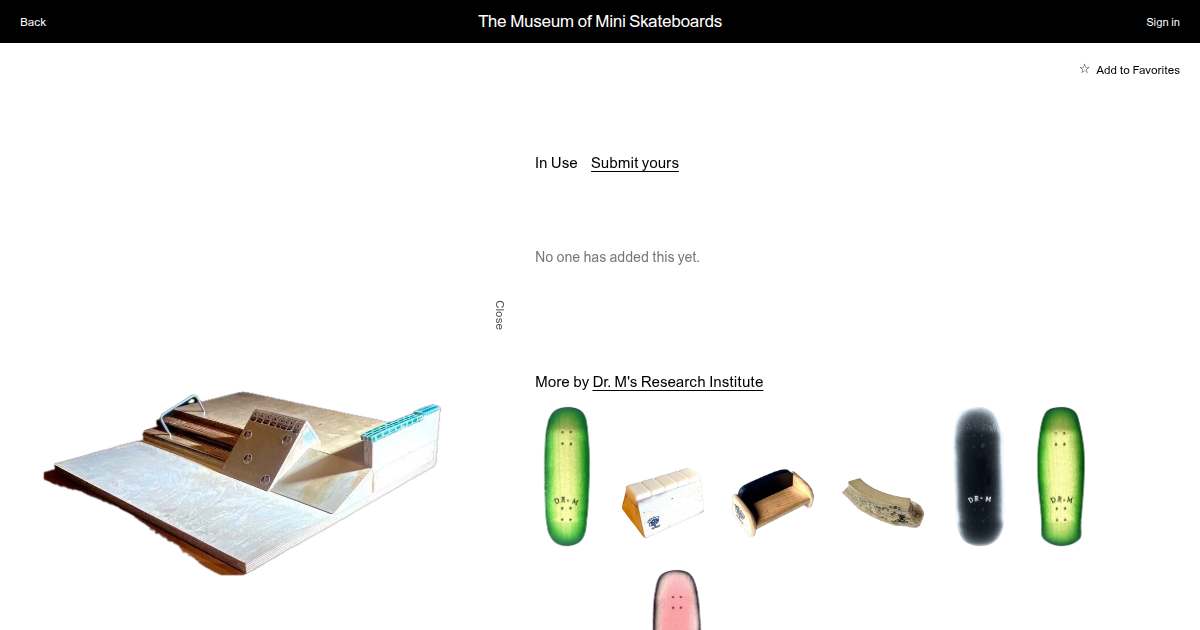 Back
The Museum of Mini Skateboards
Sign in
☆ Add to Favorites
In Use Submit yours
No one has added this yet.
Close
More by Dr. M's Research Institute
DR•M
DR•M
DR•M